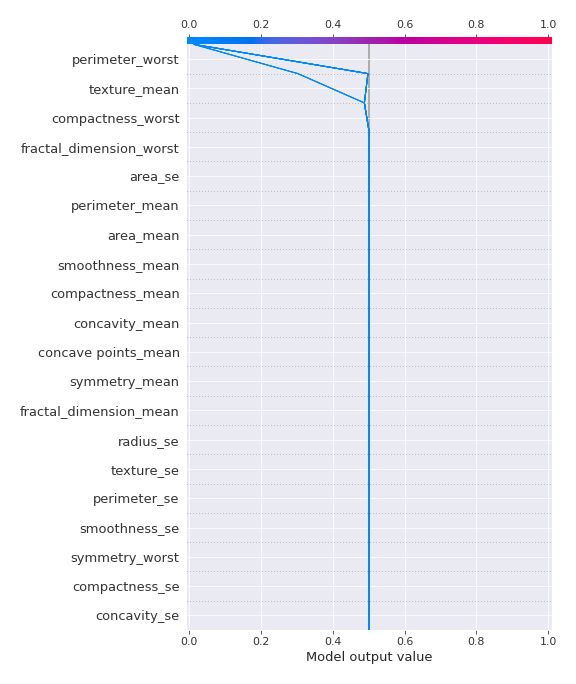 0.0 0.2 0.4 0.6 0.8 1.0
perimeter_worst
texture_mean
compactness_worst
fractal_dimension_worst
area_se
perimeter_mean
area_mean
smoothness_mean
compactness_mean
concavity_mean
concave points_mean
symmetry_mean
fractal_dimension_mean
radius_se
texture_se
perimeter_se
smoothness_se
symmetry_worst
compactness_se
concavity_se
0.0 0.2 0.4 0.6 0.8 1.0
Model output value